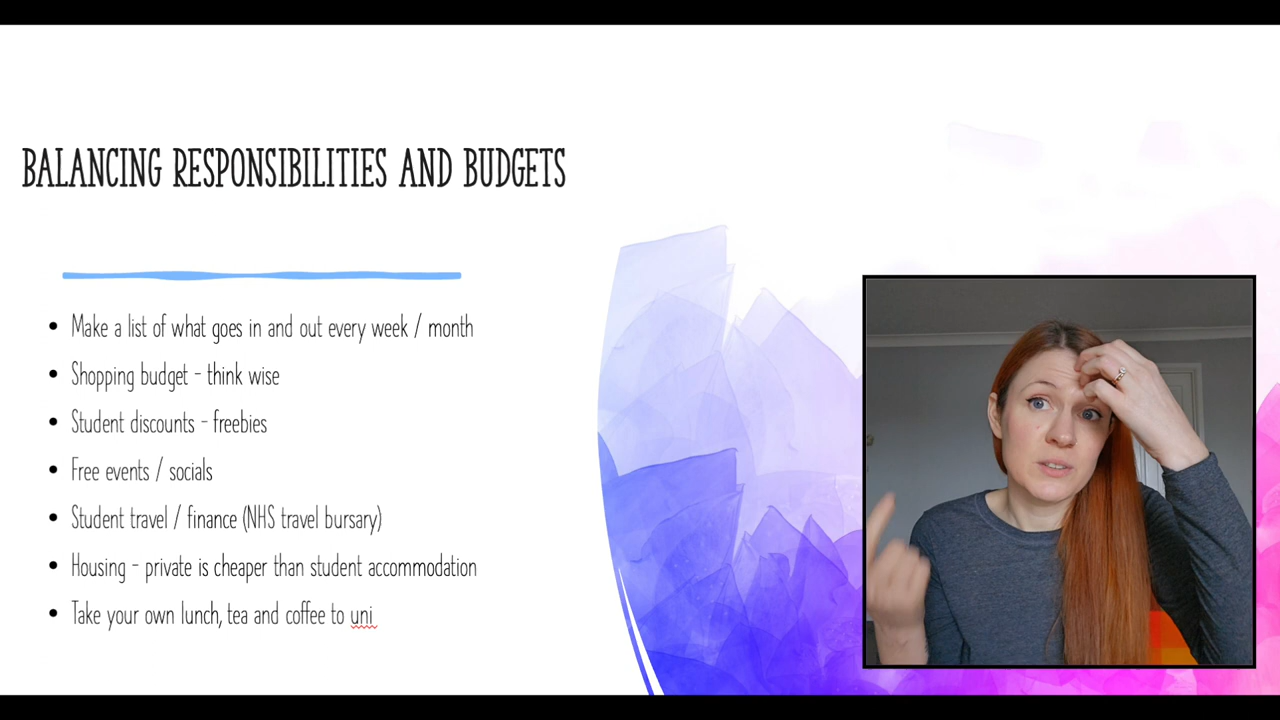 BALANCING RESPONSIBILITIES AND BUDGETS
• Make a list of what goes in and out every week / month
• Shopping budget - think wise
• Student discounts - freebies
• Free events / socials
• Student travel / finance (NHS travel bursary)
• Housing - private is cheaper than student accommodation
• Take your own lunch, tea and coffee to uni